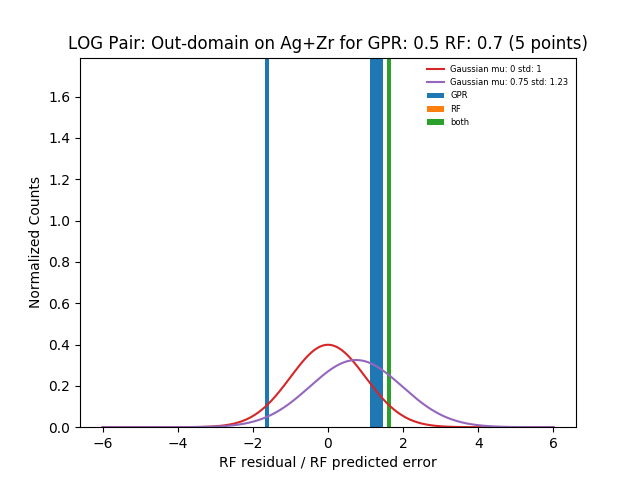 LOG Pair: Out-domain on Ag+Zr for GPR: 0.5 RF: 0.7 (5 points)
Gaussian mu: 0 std: 1
Gaussian mu: 0.75 std: 1.23
GPR
RF
both
Normalized Counts
1.6
1.4
1.2
1.0
0.8
0.6
0.4
0.2
0.0
−6 −4 −2 0 2 4 6
RF residual / RF predicted error